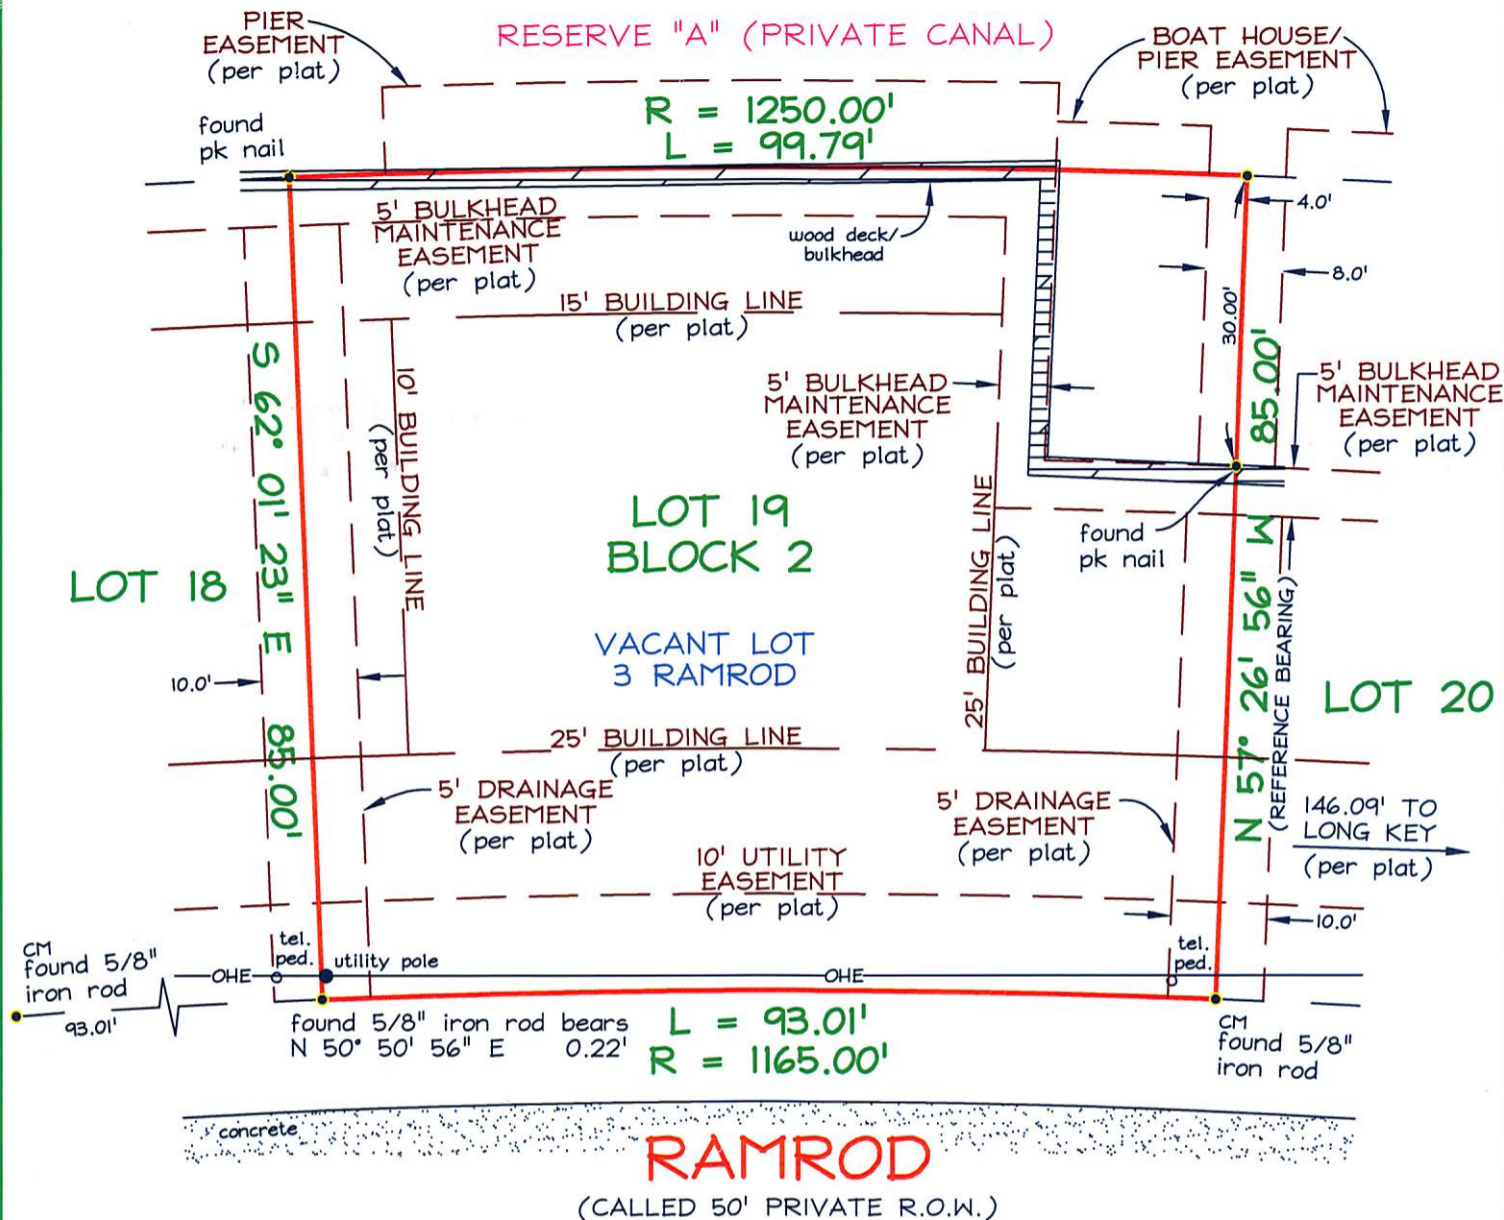 RESERVE "A" (PRIVATE CANAL)
PIER
EASEMENT
(per plat)
BOAT HOUSE/
PIER EASEMENT
(per plat)
found
pk nail
R = 1250.00'
L = 99.79'
4.0'
8.0'
5' BULKHEAD
MAINTENANCE
EASEMENT
(per plat)
wood deck/
bulkhead
15' BUILDING LINE
(per plat)
30.00'
85.00'
5' BULKHEAD
MAINTENANCE
EASEMENT
(per plat)
5' BULKHEAD
MAINTENANCE
EASEMENT
(per plat)
S 62° 01' 23" E 85.00'
10' BUILDING LINE
(per plat)
LOT 18
LOT 19
BLOCK 2
VACANT LOT
3 RAMROD
25' BUILDING LINE
(per plat)
found
pk nail
N 57° 26' 56" W
(REFERENCE BEARING)
LOT 20
10.0'
25' BUILDING LINE
(per plat)
5' DRAINAGE
EASEMENT
(per plat)
5' DRAINAGE
EASEMENT
(per plat)
146.09' TO
LONG KEY
(per plat)
10' UTILITY
EASEMENT
(per plat)
10.0'
CM
found 5/8"
iron rod
93.01'
OHE
tel.
ped.
utility pole
OHE
tel.
ped.
found 5/8" iron rod bears
N 50° 50' 56" E 0.22'
L = 93.01'
R = 1165.00'
CM
found 5/8"
iron rod
concrete
RAMROD
(CALLED 50' PRIVATE R.O.W.)